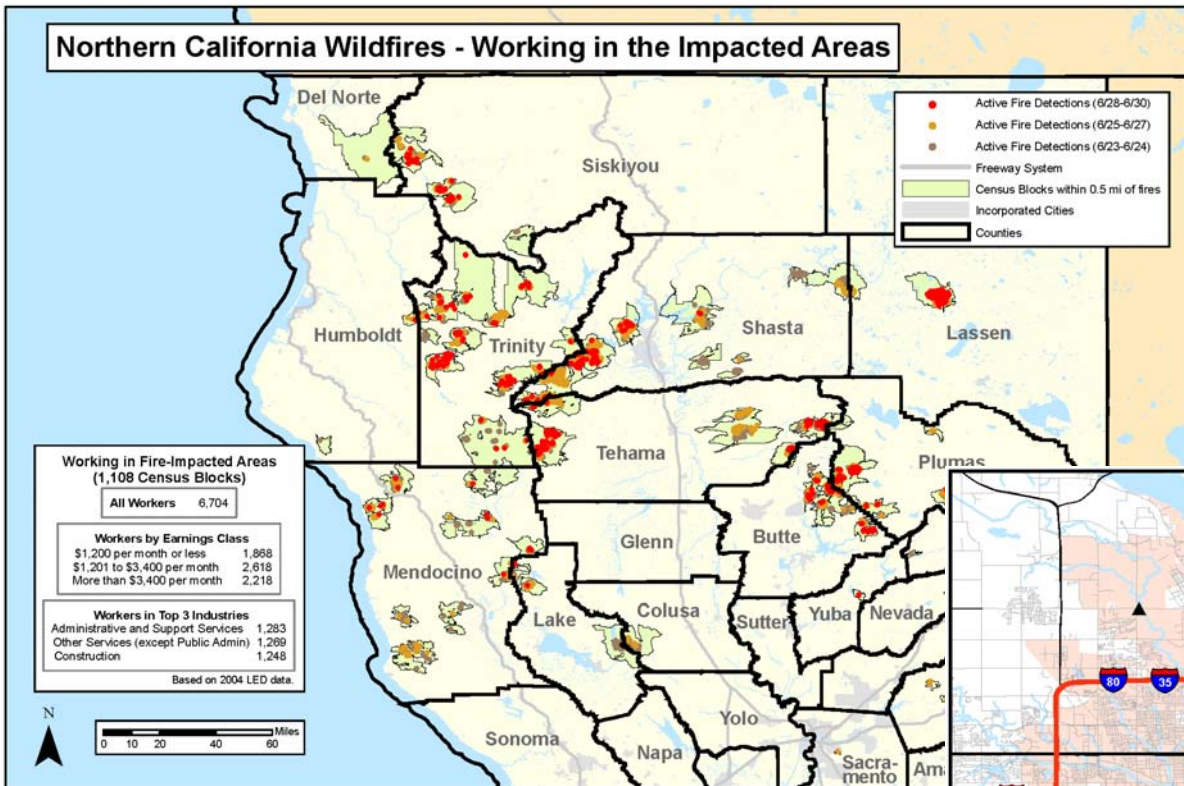 Northern California Wildfires - Working in the Impacted Areas
Del Norte
Active Fire Detections (6/28-6/30)
Active Fire Detections (6/25-6/27)
Active Fire Detections (6/23-6/24)
Freeway System
Census Blocks within 0.5 mi of fires
Incorporated Cities
Counties
Siskiyou
Humboldt
Trinity
Shasta
Lassen
Tehama
Plumas
Glenn
Butte
Mendocino
Lake
Colusa
Sutter
Yuba
Nevada
Yolo
Sonoma
Napa
Sacra-
mento
Am
Working in Fire-Impacted Areas
(1,108 Census Blocks)
All Workers 6,704
Workers by Earnings Class
$1,200 per month or less 1,868
$1,201 to $3,400 per month 2,618
More than $3,400 per month 2,218
Workers in Top 3 Industries
Administrative and Support Services 1,283
Other Services (except Public Admin) 1,269
Construction 1,248
Based on 2004 LED data.
N
Miles
0 10 20 40 60
80
35